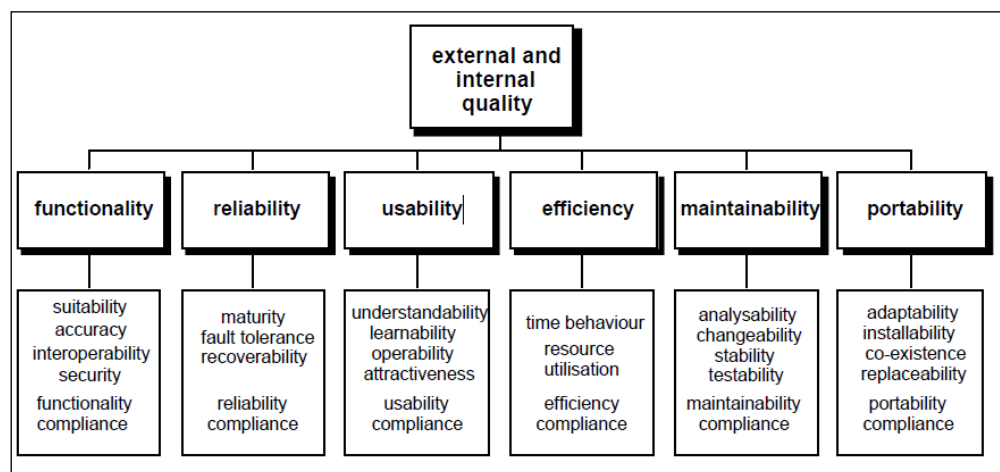 external and
internal
quality
functionality
reliability
usability
efficiency
maintainability
portability
suitability
accuracy
interoperability
security
functionality
compliance
maturity
fault tolerance
recoverability
reliability
compliance
understandability
learnability
operability
attractiveness
usability
compliance
time behaviour
resource
utilisation
efficiency
compliance
analysability
changeability
stability
testability
maintainability
compliance
adaptability
installability
co-existence
replaceability
portability
compliance